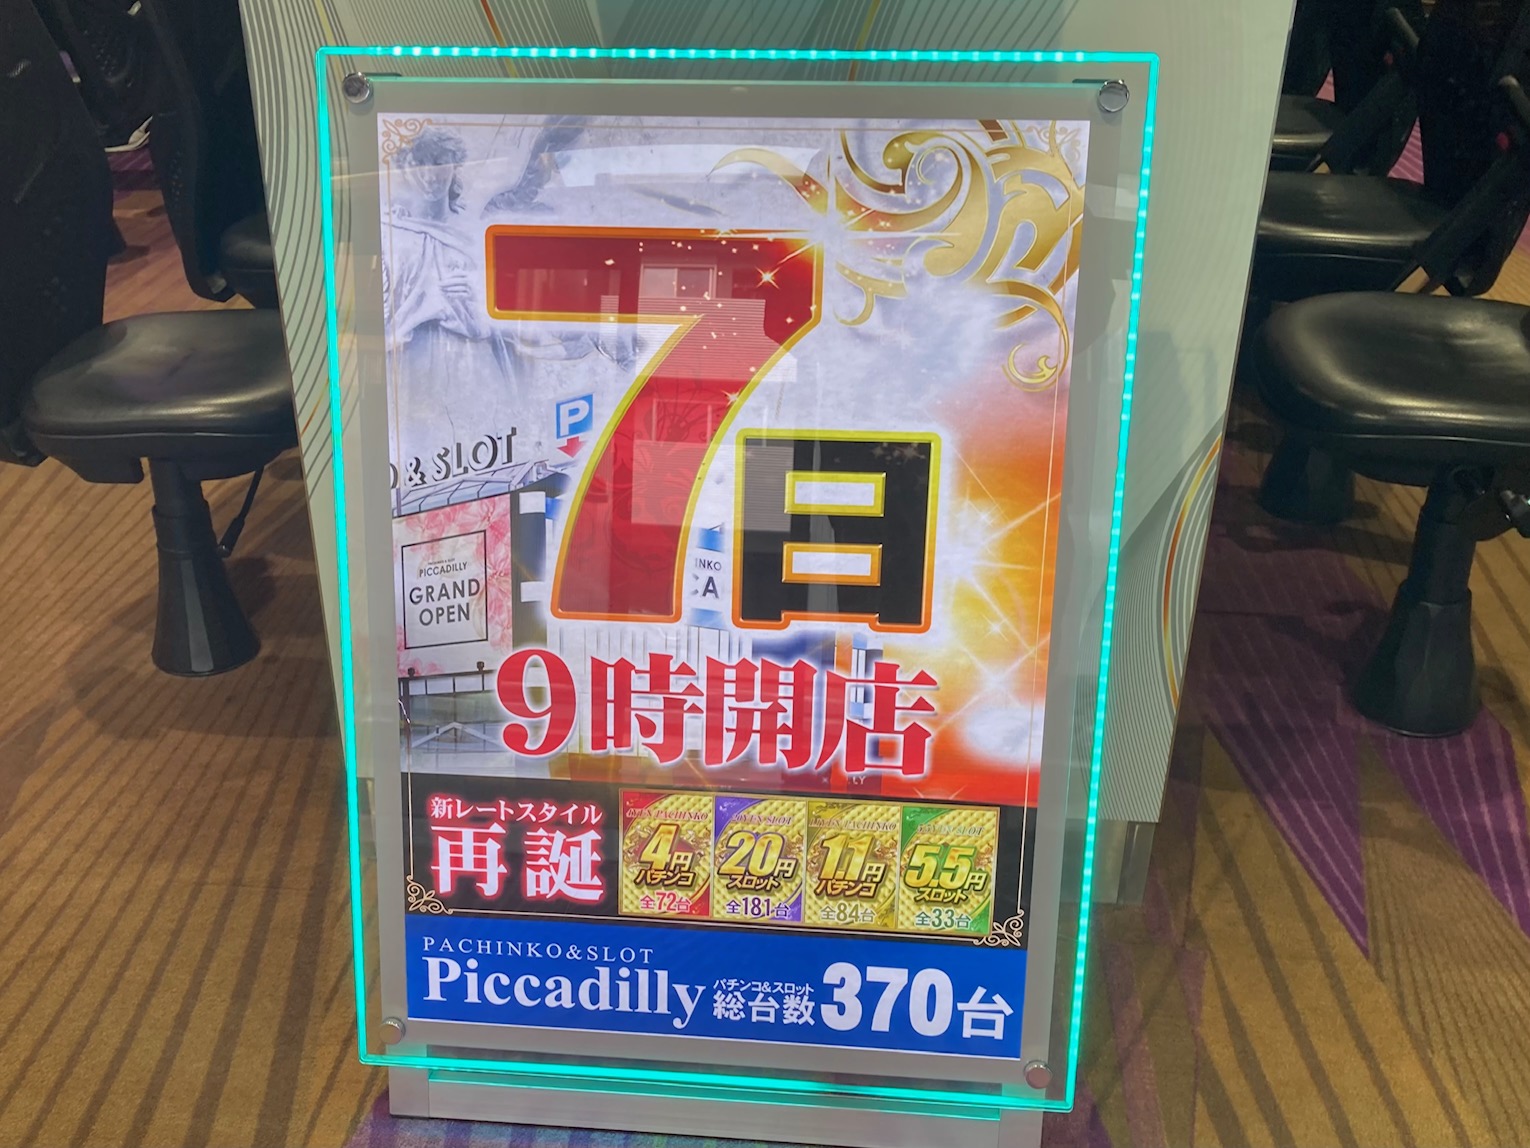 7日
P
& SLOT
PICCADILLY
GRAND
OPEN
INKO
CA
9時開店
新レートスタイル
再誕
4円
パチンコ
全72台
20円
スロット
全181台
1.1円
パチンコ
全84台
5.5円
スロット
全33台
PACHINKO&SLOT
Piccadilly
パチンコ&スロット
総台数370台